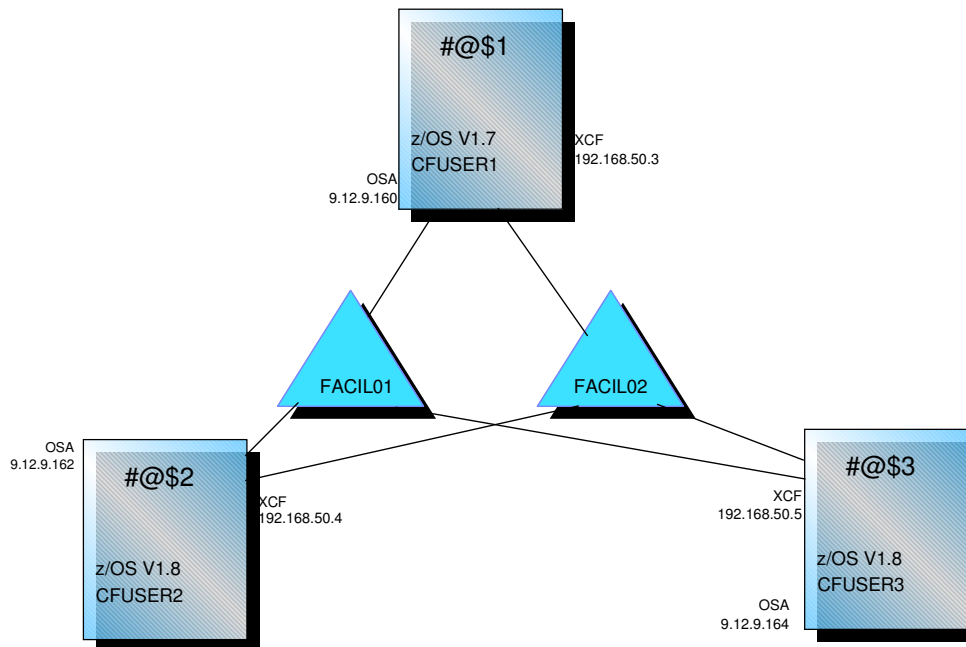 #@$1
z/OS V1.7
CFUSER1
XCF
192.168.50.3
OSA
9.12.9.160
FACIL01
FACIL02
OSA
9.12.9.162
#@$2
XCF
192.168.50.4
z/OS V1.8
CFUSER2
#@$3
XCF
192.168.50.5
z/OS V1.8
CFUSER3
OSA
9.12.9.164